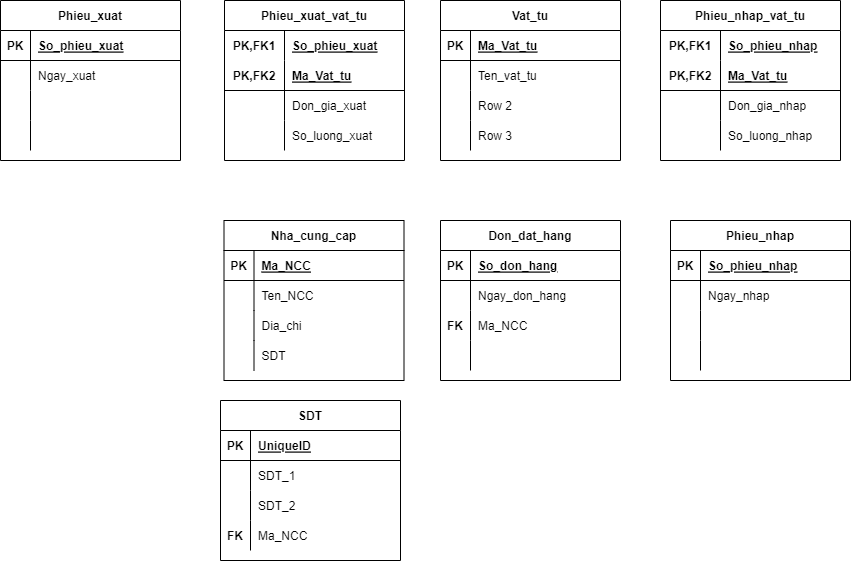 Phieu_xuat
PK So_phieu_xuat
Ngay_xuat
Phieu_xuat_vat_tu
PK,FK1 So_phieu_xuat
PK,FK2 Ma_Vat_tu
Don_gia_xuat
So_luong_xuat
Vat_tu
PK Ma_Vat_tu
Ten_vat_tu
Row 2
Row 3
Phieu_nhap_vat_tu
PK,FK1 So_phieu_nhap
PK,FK2 Ma_Vat_tu
Don_gia_nhap
So_luong_nhap
Nha_cung_cap
PK Ma_NCC
Ten_NCC
Dia_chi
SDT
Don_dat_hang
PK So_don_hang
Ngay_don_hang
FK Ma_NCC
Phieu_nhap
PK So_phieu_nhap
Ngay_nhap
SDT
PK UniqueID
SDT_1
SDT_2
FK Ma_NCC